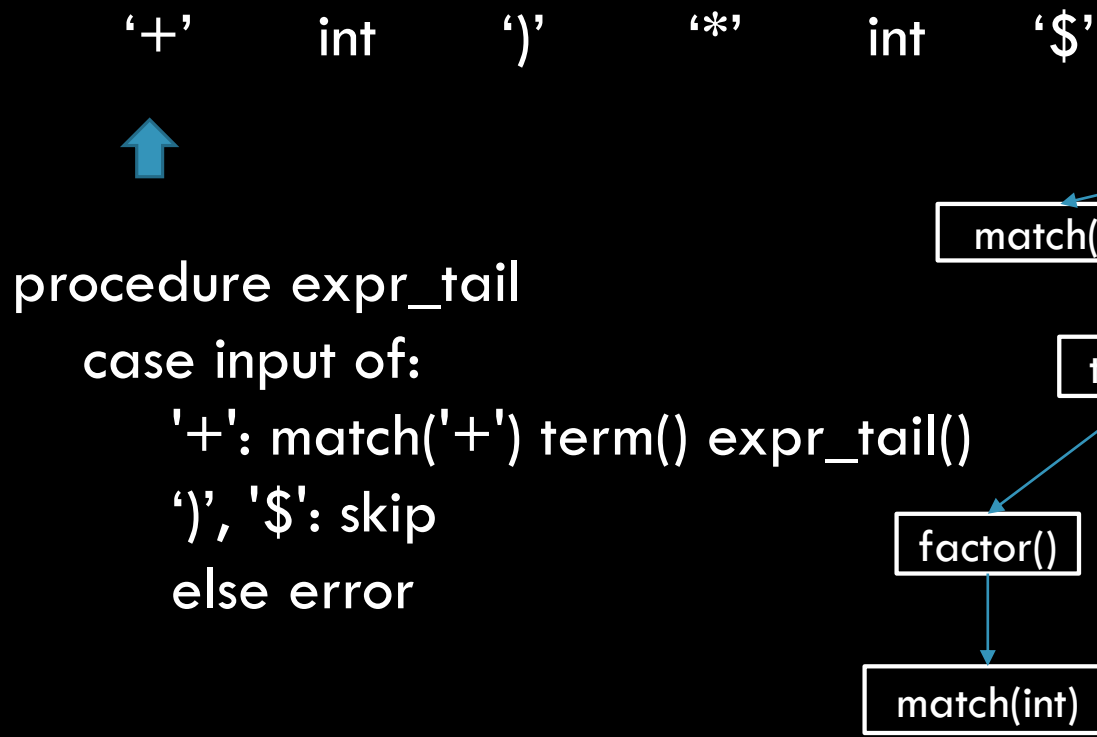 ‘+’ int ‘)’ ‘*’ int ‘$’
match(
procedure expr_tail
case input of:
'+': match('+') term() expr_tail()
‘)’, '$': skip
else error
factor()
match(int)